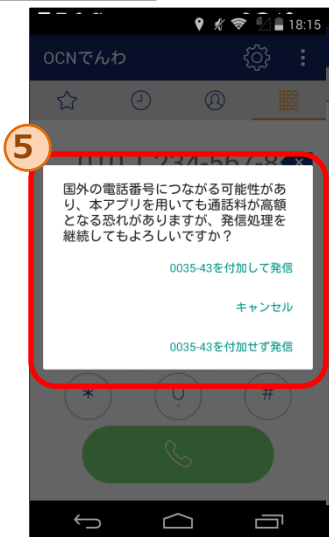 18:15
OCNでんわ
5
国外の電話番号につながる可能性があ
り、本アプリを用いても通話料が高額
となる恐れがありますが、発信処理を
継続してもよろしいですか？
0035-43を付加して発信
キャンセル
0035-43を付加せず発信
* 0 #